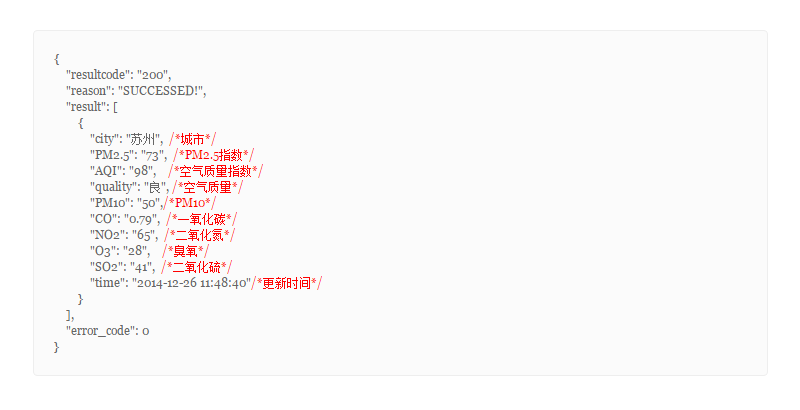 {
"resultcode": "200",
"reason": "SUCCESSED!",
"result": [
{
"city": "苏州", /*城市*/
"PM2.5": "73", /*PM2.5指数*/
"AQI": "98", /*空气质量指数*/
"quality": "良", /*空气质量*/
"PM10": "50",/*PM10*/
"CO": "0.79", /*一氧化碳*/
"NO2": "65", /*二氧化氮*/
"O3": "28", /*臭氧*/
"SO2": "41", /*二氧化硫*/
"time": "2014-12-26 11:48:40"/*更新时间*/
}
],
"error_code": 0
}